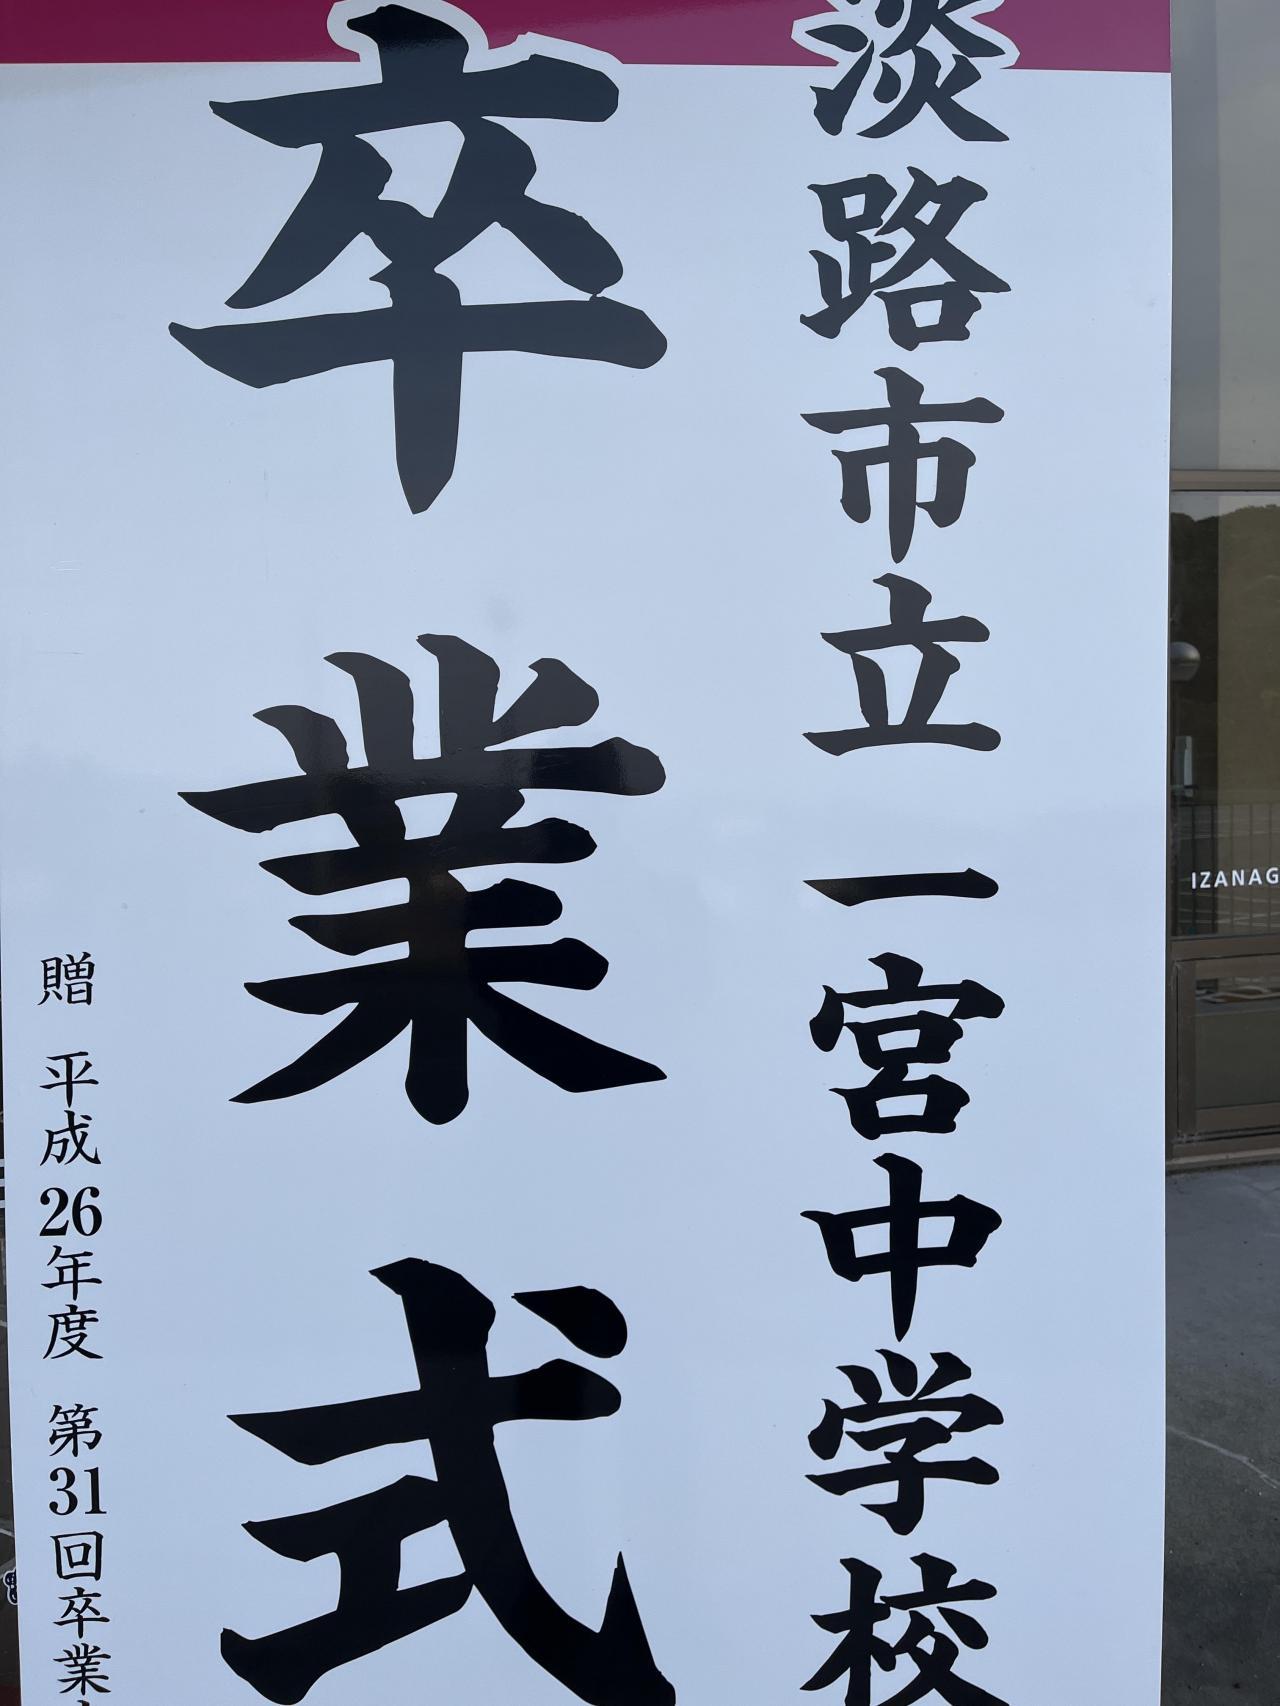 淡路市立一宮中学校
卒業式
贈 平成26年度 第31回卒業
IZANAG